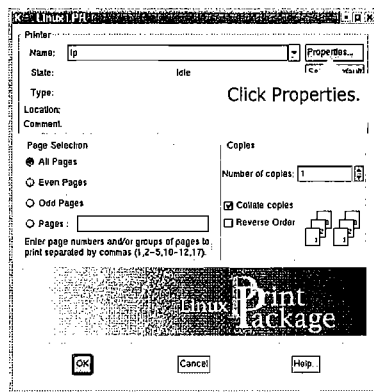 Linux LPR
Printer
Name: lp Properties...
State: Idle
Type:
Click Properties.
Location:
Comment:
Page Selection
All Pages
Even Pages
Odd Pages
Pages :
Enter page numbers and/or groups of pages to
print separated by commas (1,2-5,10-12,17).
Copies
Number of copies: 1
Collate copies
Reverse Order
Linux Print
Package
OK Cancel Help...